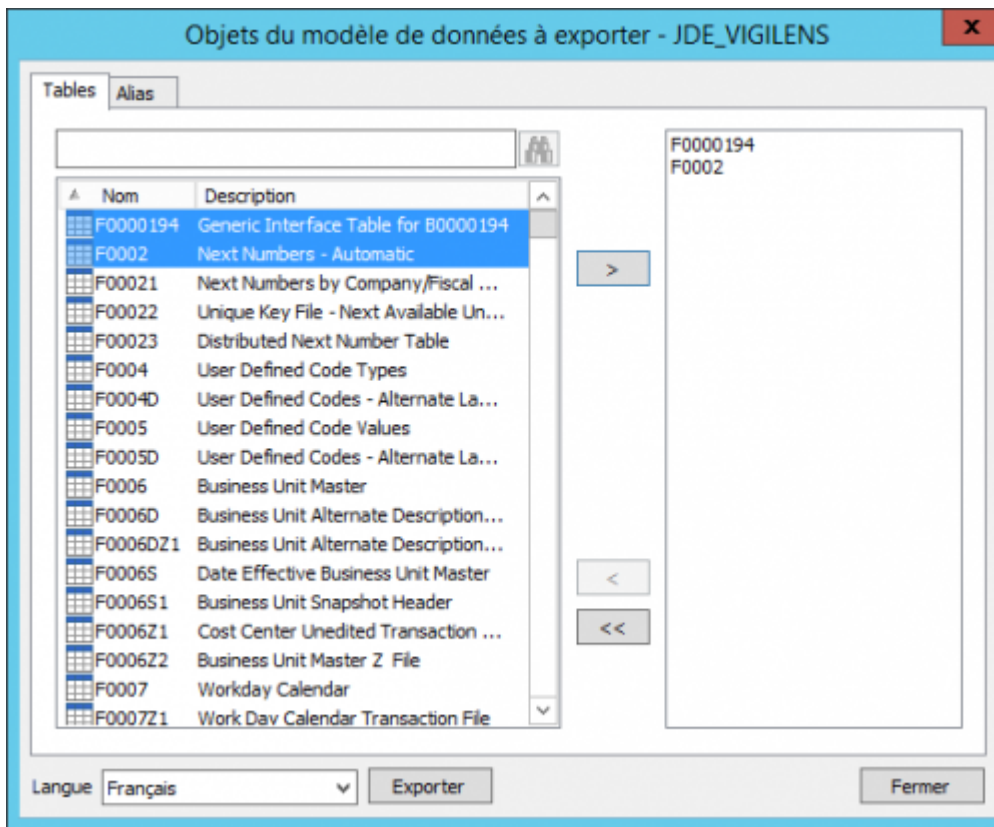 Objets du modèle de données à exporter - JDE_VIGILENS
x
Tables Alias
Nom Description
F0000194 Generic Interface Table for B0000194
F0002 Next Numbers - Automatic
F00021 Next Numbers by Company/Fiscal ...
F00022 Unique Key File - Next Available Un...
F00023 Distributed Next Number Table
F0004 User Defined Code Types
F0004D User Defined Codes - Alternate La...
F0005 User Defined Code Values
F0005D User Defined Codes - Alternate La...
F0006 Business Unit Master
F0006D Business Unit Alternate Description...
F0006DZ1 Business Unit Alternate Description...
F0006S Date Effective Business Unit Master
F0006S1 Business Unit Snapshot Header
F0006Z1 Cost Center Unedited Transaction ...
F0006Z2 Business Unit Master Z File
F0007 Workday Calendar
F0007Z1 Work Day Calendar Transaction File
>
<
<<
F0000194
F0002
Langue Français Exporter Fermer